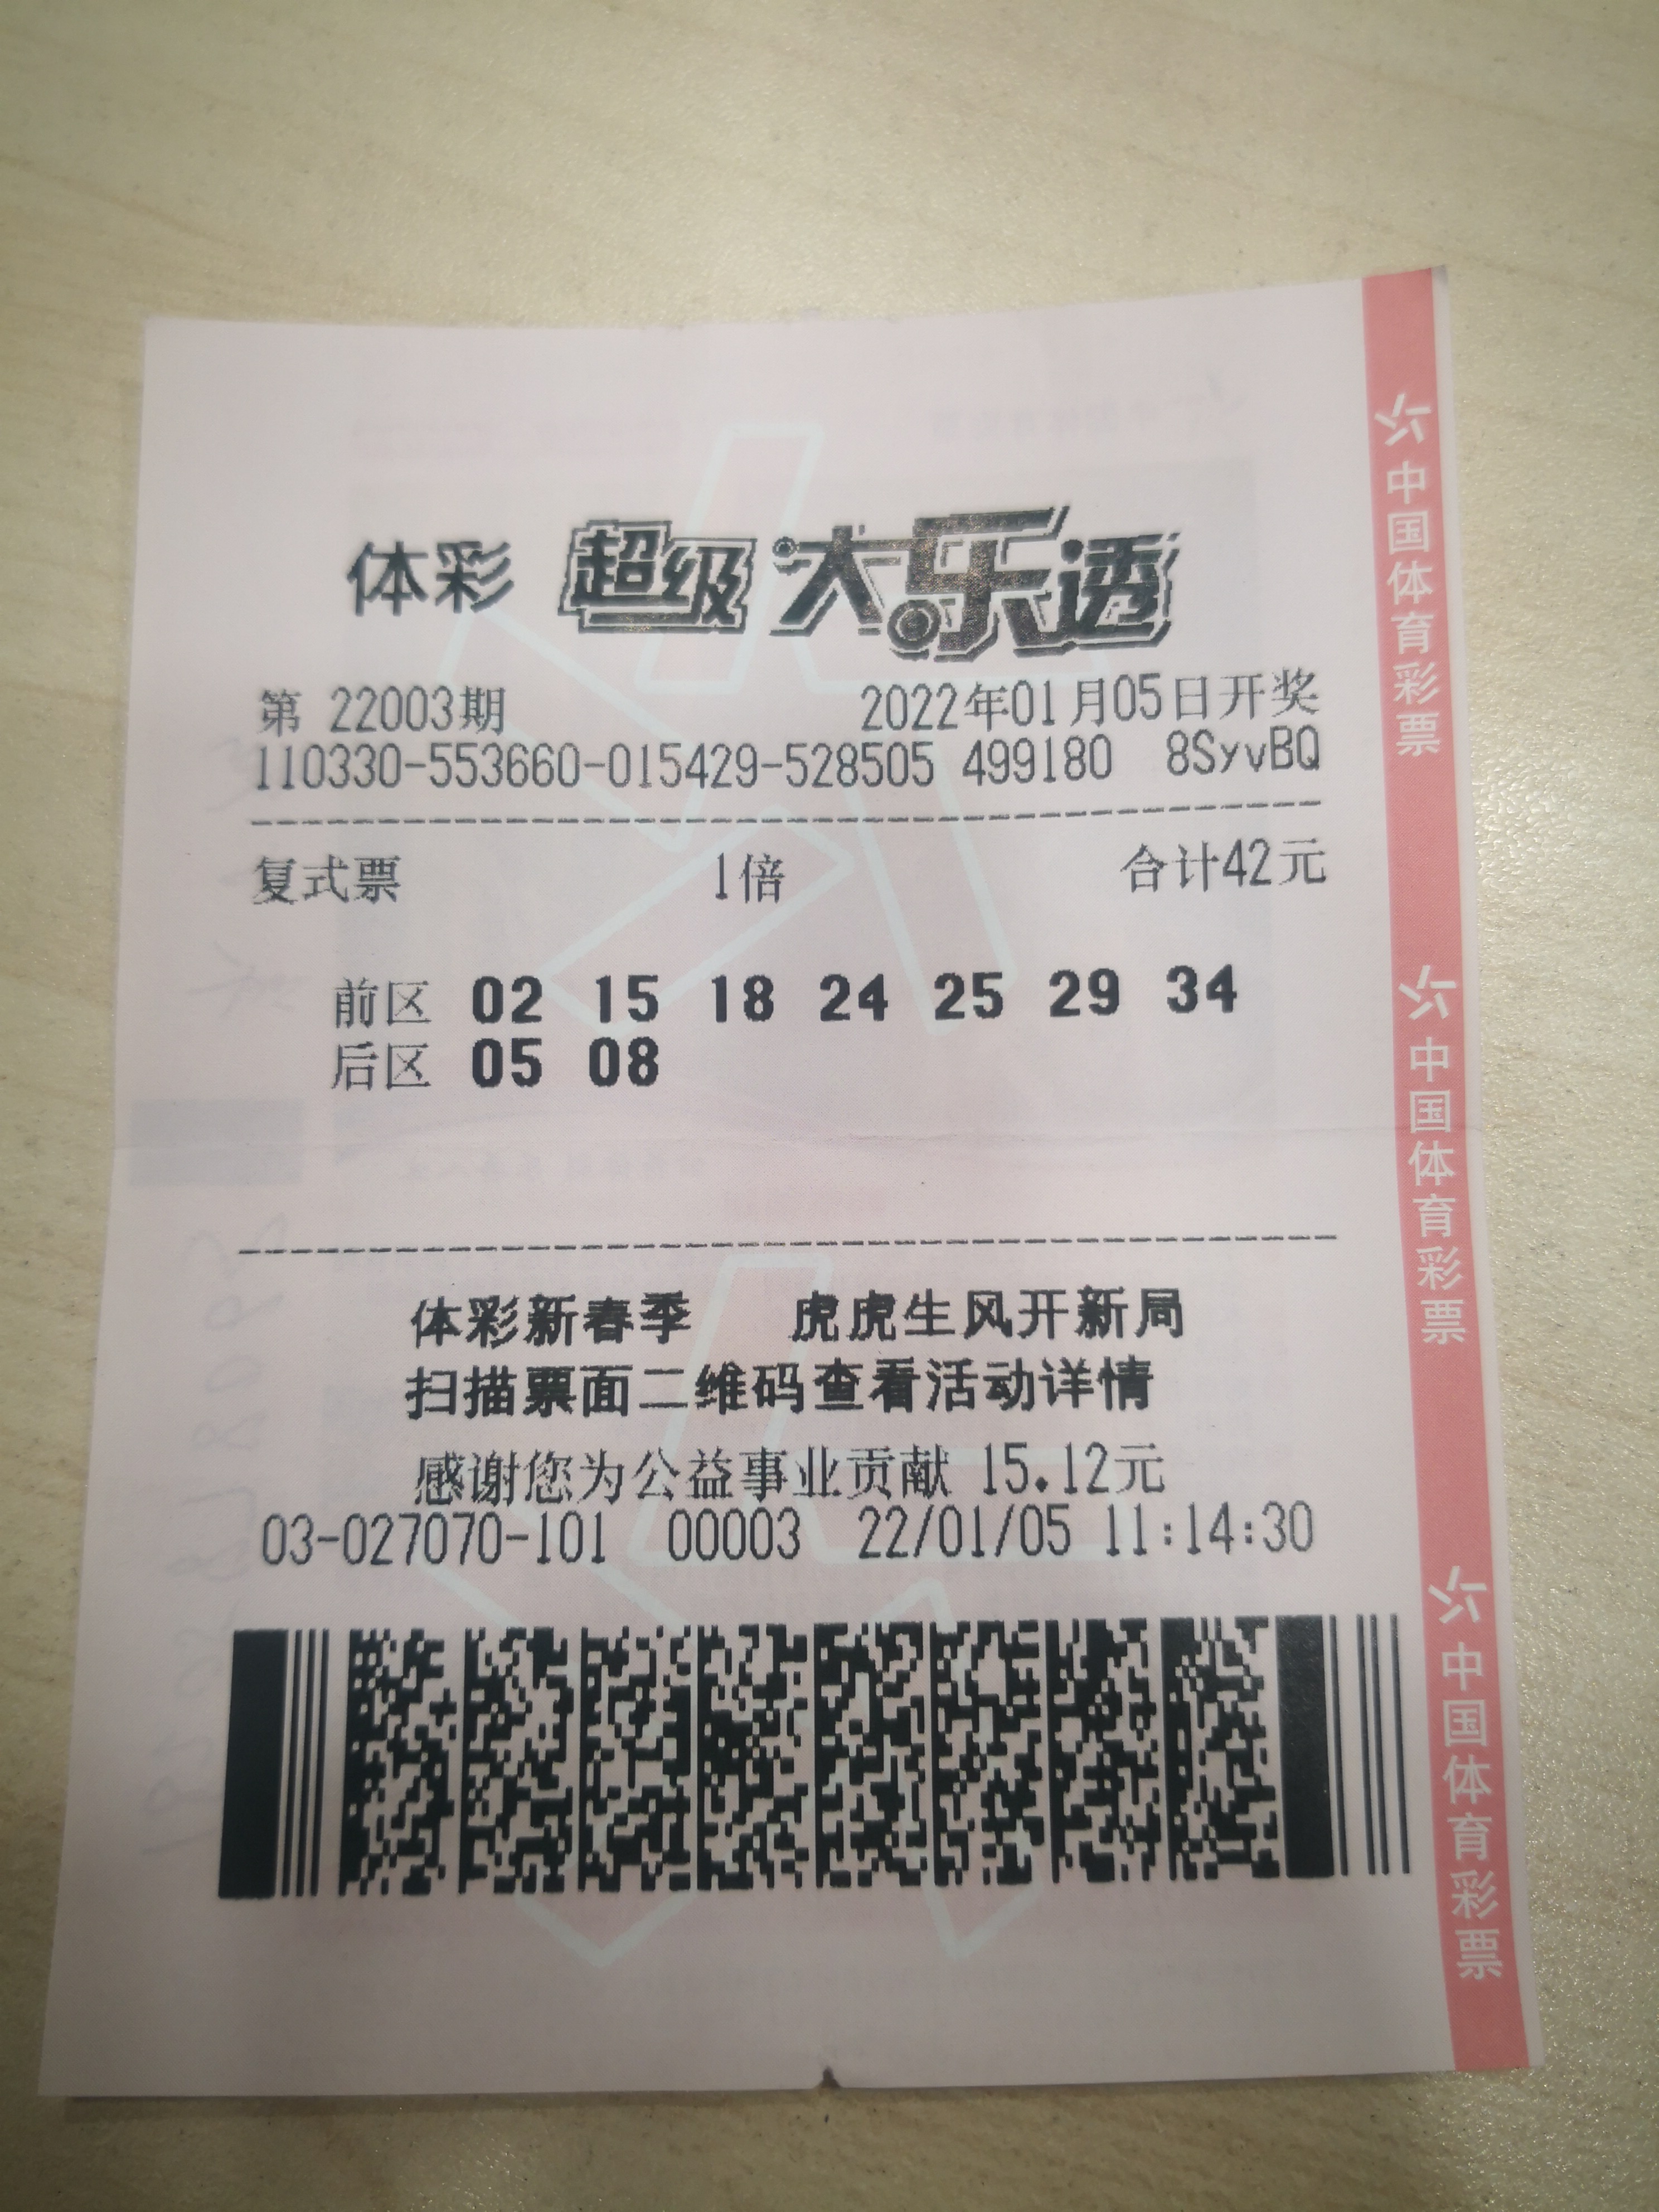 体彩 超级大乐透
第 22003期 2022年01月05日开奖
110330-553660-015429-528505 499180 8SyvBQ
复式票 1倍 合计42元
前区 02 15 18 24 25 29 34
后区 05 08
体彩新春季 虎虎生风开新局
扫描票面二维码查看活动详情
感谢您为公益事业贡献 15.12元
03-027070-101 00003 22/01/05 11:14:30
中国体育彩票
中国体育彩票
中国体育彩票